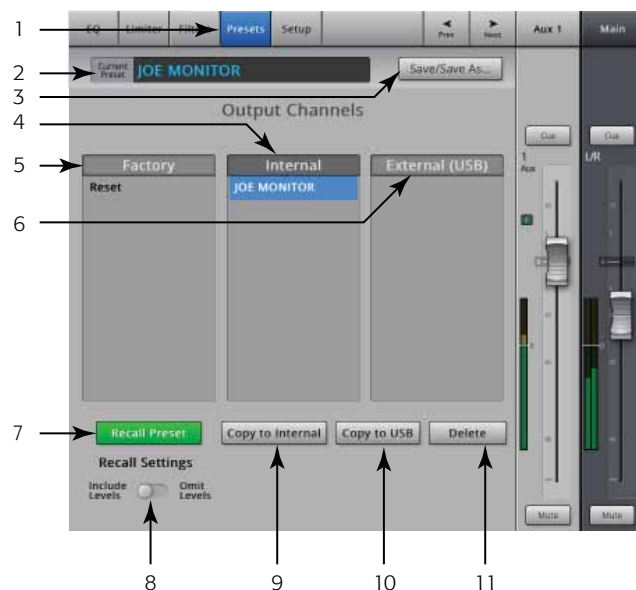 1
EQ Limiter Filter Presets Setup Prev Next Aux 1 Main
2
Current Preset JOE MONITOR Save/Save As...
3
4
Output Channels
Cue Cue
5
Factory Internal External (USB)
1 Aux
L/R
Reset JOE MONITOR
6
7
Recall Preset Copy to Internal Copy to USB Delete
Recall Settings
Include Levels Omit Levels
Mute Mute
8 9 10 11